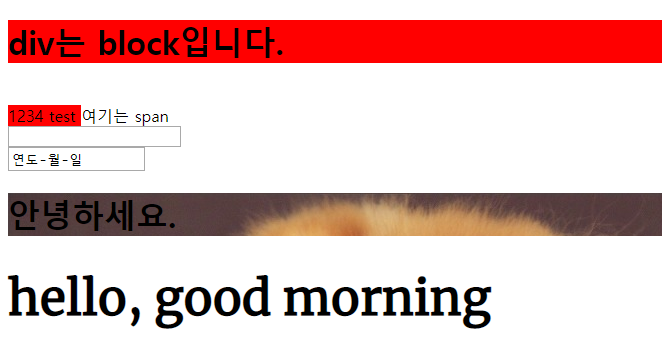 div는 block입니다.
1234 test 여기는 span
연도-월-일
안녕하세요.
hello, good morning